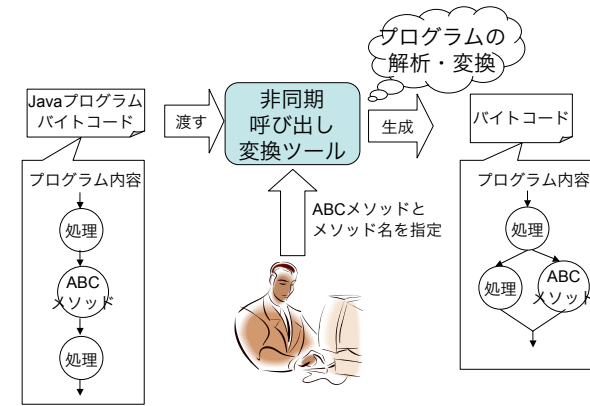 プログラムの
解析・変換
Javaプログラム
バイトコード
渡す
非同期
呼び出し
変換ツール
生成
バイトコード
プログラム内容
処理
ABC
メソッド
処理
ABCメソッドと
メソッド名を指定
プログラム内容
処理
処理
ABC
メソッド